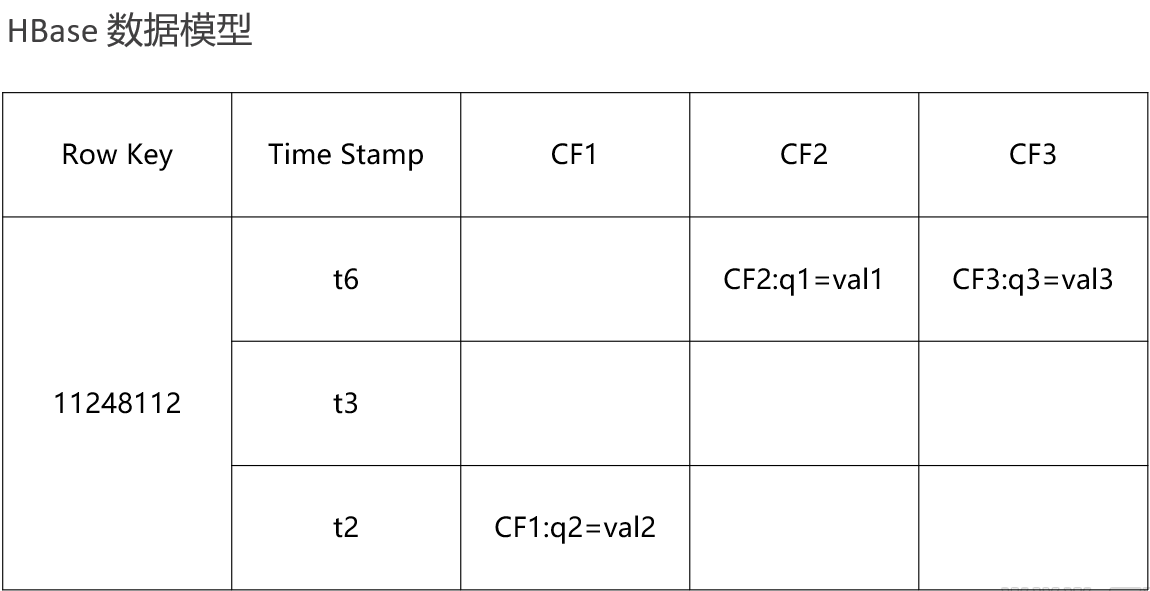 HBase 数据模型
Row Key Time Stamp CF1 CF2 CF3
t6 CF2:q1=val1 CF3:q3=val3
11248112 t3
t2 CF1:q2=val2